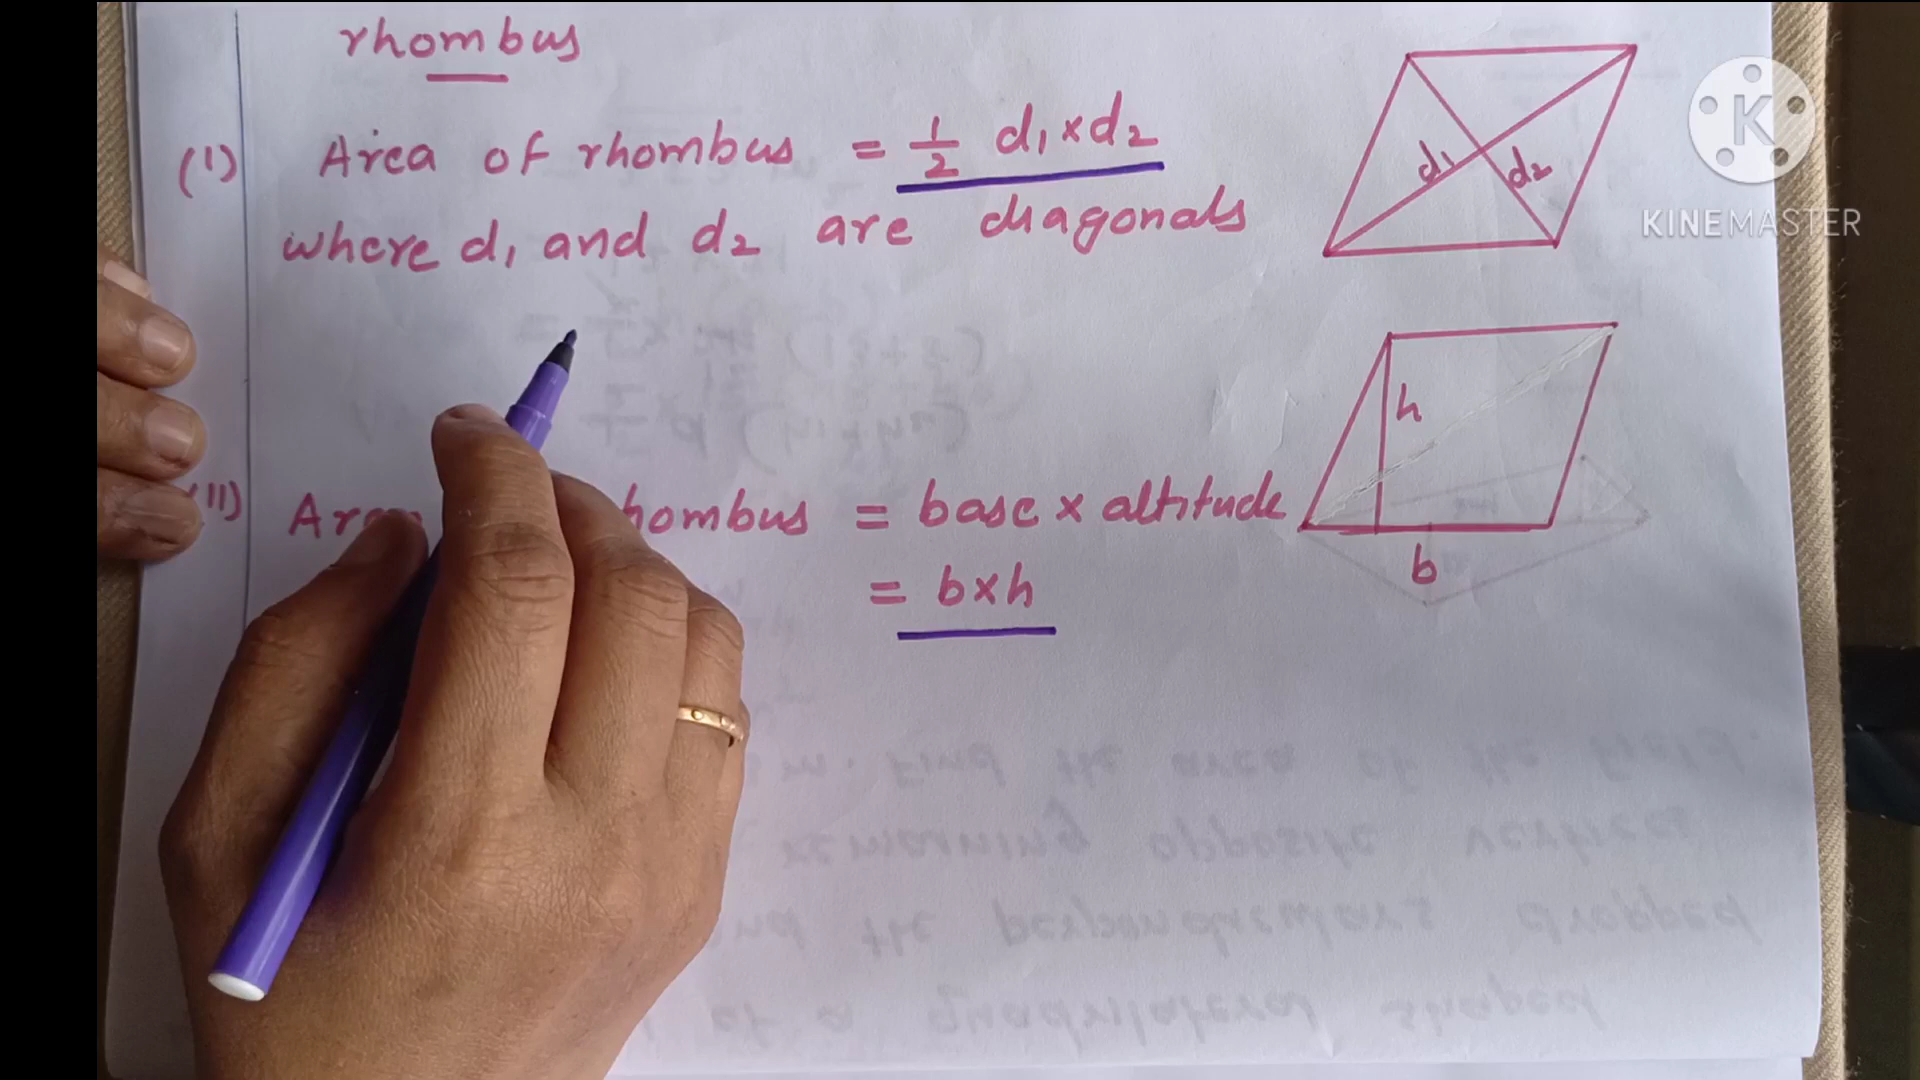 rhombus
(I) Area of rhombus = 1/2 d1 × d2
where d1 and d2 are diagonals
d1 d2
KINEMASTER
h
(II) Area hombus = base × altitude
= b × h
b